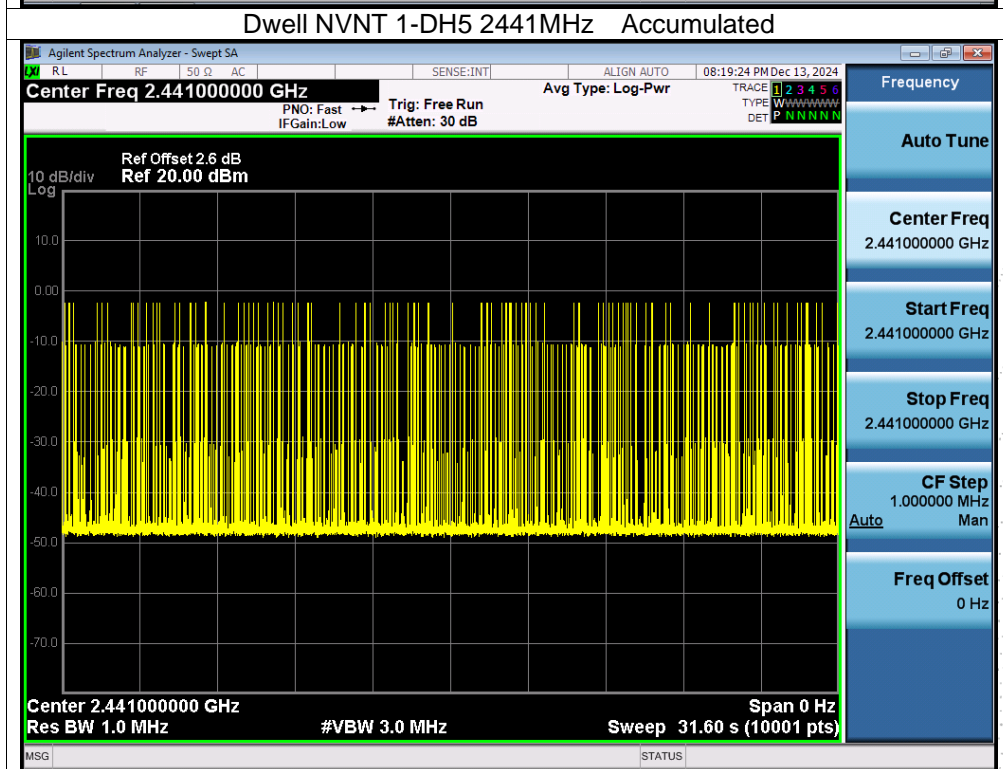 Dwell NVNT 1-DH5 2441MHz Accumulated
Agilent Spectrum Analyzer - Swept SA
LXI RL RF 50 Ω AC SENSE:INT ALIGN AUTO 08:19:24 PM Dec 13, 2024
Center Freq 2.441000000 GHz
PNO: Fast
IFGain:Low
Trig: Free Run
#Atten: 30 dB
Avg Type: Log-Pwr
TRACE 1 2 3 4 5 6
TYPE WWWWWW
DET P N N N N N
Ref Offset 2.6 dB
10 dB/div Ref 20.00 dBm
Log
10.0
0.00
-10.0
-20.0
-30.0
-40.0
-50.0
-60.0
-70.0
Center 2.441000000 GHz Span 0 Hz
Res BW 1.0 MHz #VBW 3.0 MHz Sweep 31.60 s (10001 pts)
MSG STATUS
Frequency
Auto Tune
Center Freq
2.441000000 GHz
Start Freq
2.441000000 GHz
Stop Freq
2.441000000 GHz
CF Step
1.000000 MHz
Auto Man
Freq Offset
0 Hz